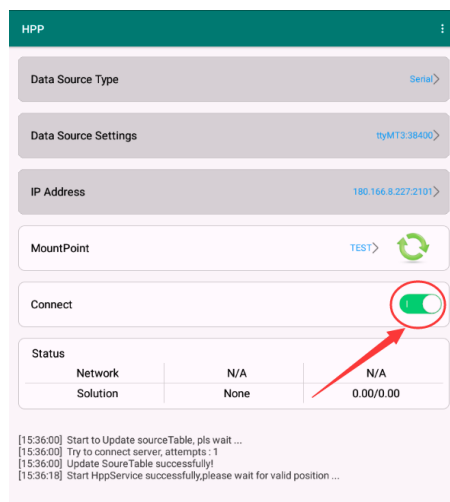 HPP
Data Source Type Serial
Data Source Settings ttyMT3:38400
IP Address 180.166.8.227:2101
MountPoint TEST
Connect
Status
Network N/A N/A
Solution None 0.00/0.00
[15:36:00] Start to Update sourceTable, pls wait ...
[15:36:00] Try to connect server, attempts : 1
[15:36:00] Update SoureTable successfully!
[15:36:18] Start HppService successfully,please wait for valid position ...